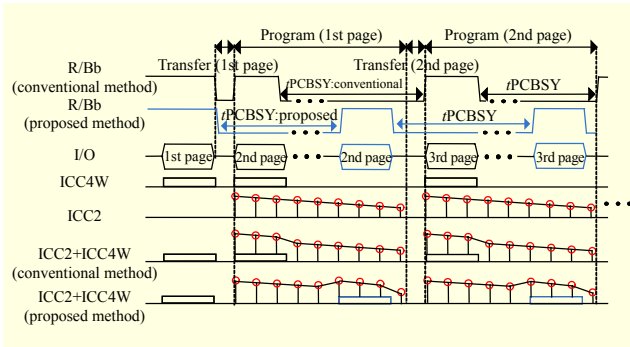 Program (1st page)
Program (2nd page)
Transfer (1st page)
Transfer (2nd page)
R/Bb
(conventional method)
tPCBSY:conventional
tPCBSY
R/Bb
(proposed method)
tPCBSY:proposed
tPCBSY
I/O
1st page
2nd page
2nd page
3rd page
3rd page
ICC4W
ICC2
ICC2+ICC4W
(conventional method)
ICC2+ICC4W
(proposed method)